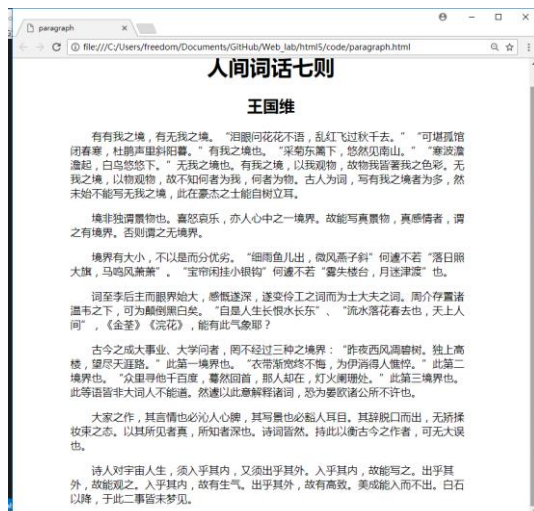 paragraph
file:///C:/Users/freedom/Documents/GitHub/Web_lab/html5/code/paragraph.html
人间词话七则
王国维
有有我之境，有无我之境。“泪眼问花花不语，乱红飞过秋千去。”“可堪孤馆
闭春寒，杜鹃声里斜阳暮。”有我之境也。“采菊东篱下，悠然见南山。”“寒波澹
澹起，白鸟悠悠下。”无我之境也。有我之境，以我观物，故物我皆著我之色彩。无
我之境，以物观物，故不知何者为我，何者为物。古人为词，写有我之境者为多，然
未始不能写无我之境，此在豪杰之士能自树立耳。
境非独谓景物也。喜怒哀乐，亦人心中之一境界。故能写真景物，真感情者，谓
之有境界。否则谓之无境界。
境界有大小，不以是而分优劣。“细雨鱼儿出，微风燕子斜”何遽不若“落日照
大旗，马鸣风萧萧”。“宝帘闲挂小银钩”何遽不若“雾失楼台，月迷津渡”也。
词至李后主而眼界始大，感慨遂深，遂变伶工之词而为士大夫之词。周介存置诸
温韦之下，可为颠倒黑白矣。“自是人生长恨水长东”、“流水落花春去也，天上人
间”，《金荃》《浣花》，能有此气象耶？
古今之成大事业、大学问者，罔不经过三种之境界：“昨夜西风凋碧树。独上高
楼，望尽天涯路。”此第一境界也。“衣带渐宽终不悔，为伊消得人憔悴。”此第二
境界也。“众里寻他千百度，蓦然回首，那人却在，灯火阑珊处。”此第三境界也。
此等语皆非大词人不能道。然遽以此意解释诸词，恐为晏欧诸公所不许也。
大家之作，其言情也必沁人心脾，其写景也必豁人耳目。其辞脱口而出，无矫揉
妆束之态。以其所见者真，所知者深也。诗词皆然。持此以衡古今之作者，可无大误
也。
诗人对宇宙人生，须入乎其内，又须出乎其外。入乎其内，故能写之。出乎其
外，故能观之。入乎其内，故有生气。出乎其外，故有高致。美成能入而不出。白石
以降，于此二事皆未梦见。